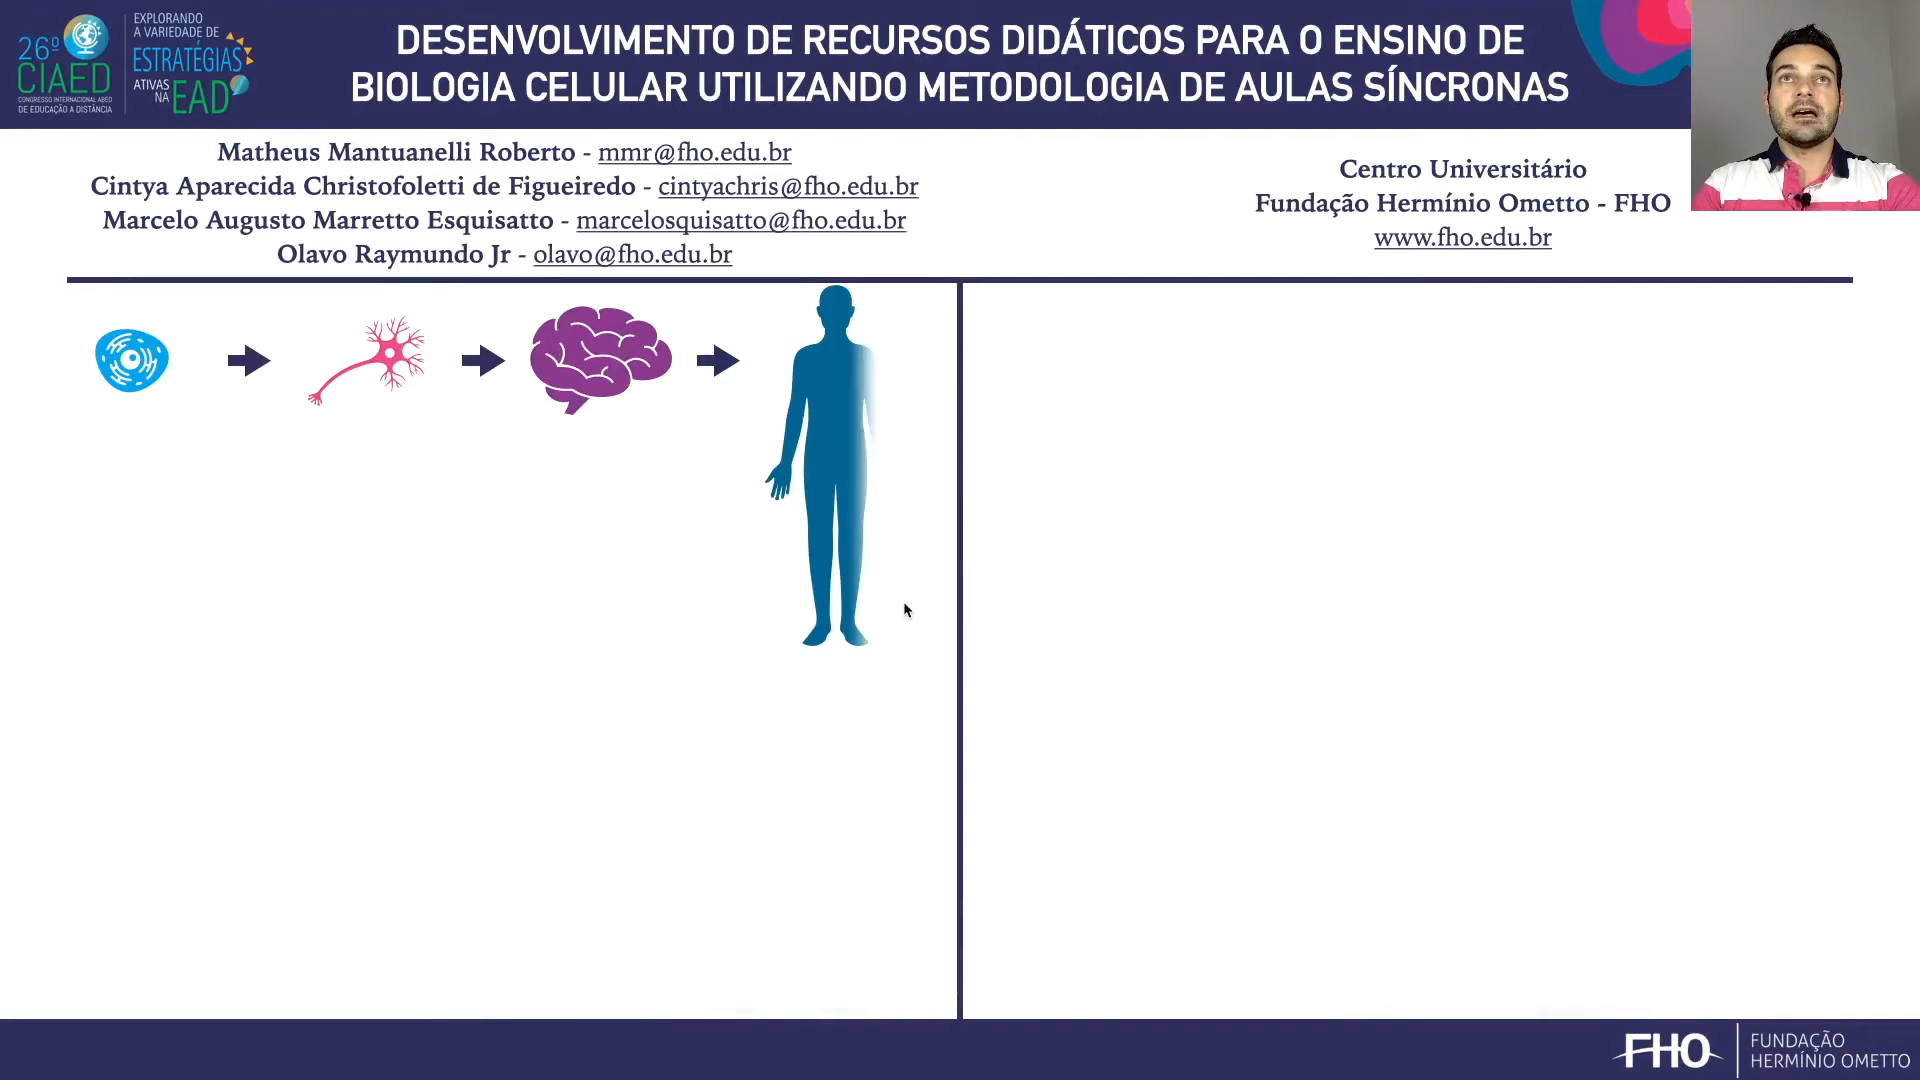 26º
CIAED
CONGRESSO INTERNACIONAL ABED
DE EDUCAÇÃO A DISTÂNCIA
EXPLORANDO
A VARIEDADE DE
ESTRATÉGIAS
ATIVAS
NA EAD
DESENVOLVIMENTO DE RECURSOS DIDÁTICOS PARA O ENSINO DE
BIOLOGIA CELULAR UTILIZANDO METODOLOGIA DE AULAS SÍNCRONAS
Matheus Mantuanelli Roberto - mmr@fho.edu.br
Cintya Aparecida Christofoletti de Figueiredo - cintyachris@fho.edu.br
Marcelo Augusto Marretto Esquisatto - marcelosquisatto@fho.edu.br
Olavo Raymundo Jr - olavo@fho.edu.br
Centro Universitário
Fundação Hermínio Ometto - FHO
www.fho.edu.br
FHO
FUNDAÇÃO
HERMÍNIO OMETTO